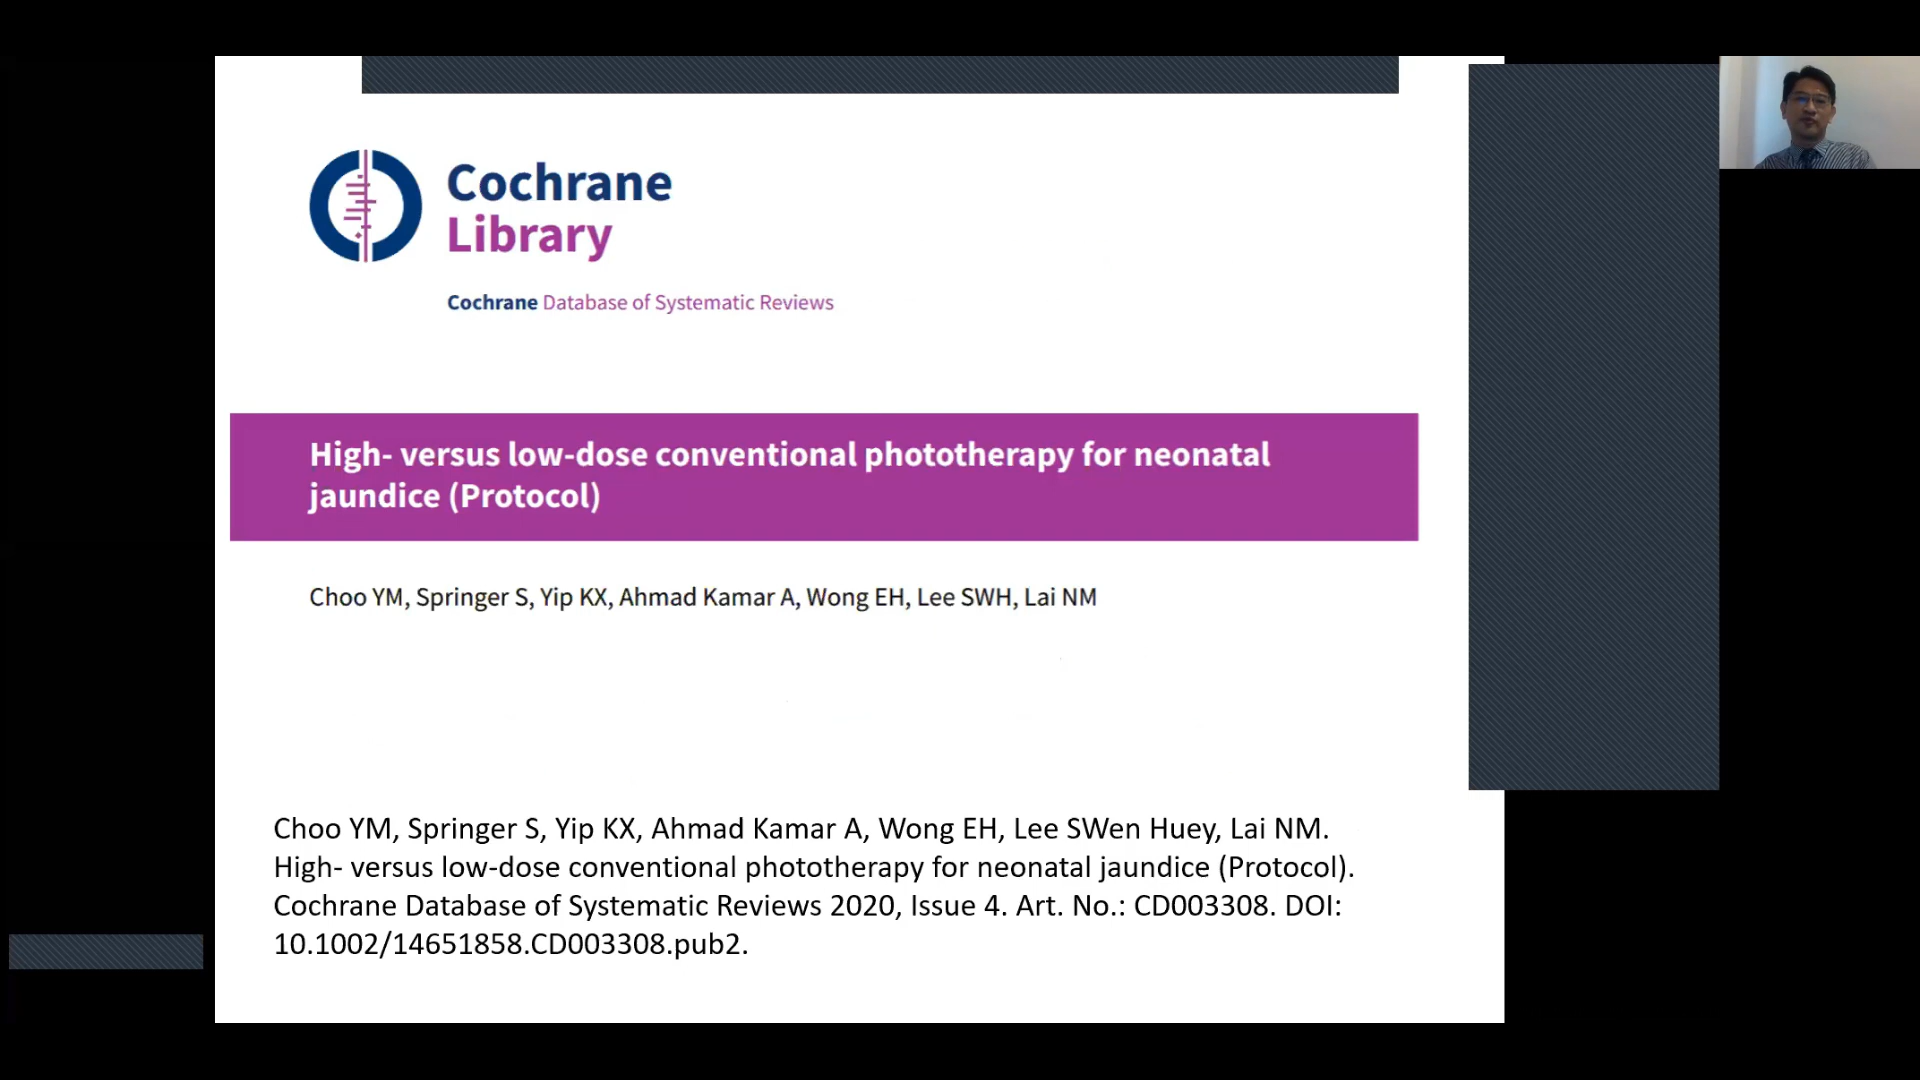 Cochrane
Library
Cochrane Database of Systematic Reviews
High- versus low-dose conventional phototherapy for neonatal
jaundice (Protocol)
Choo YM, Springer S, Yip KX, Ahmad Kamar A, Wong EH, Lee SWH, Lai NM
Choo YM, Springer S, Yip KX, Ahmad Kamar A, Wong EH, Lee SWen Huey, Lai NM.
High- versus low-dose conventional phototherapy for neonatal jaundice (Protocol).
Cochrane Database of Systematic Reviews 2020, Issue 4. Art. No.: CD003308. DOI:
10.1002/14651858.CD003308.pub2.